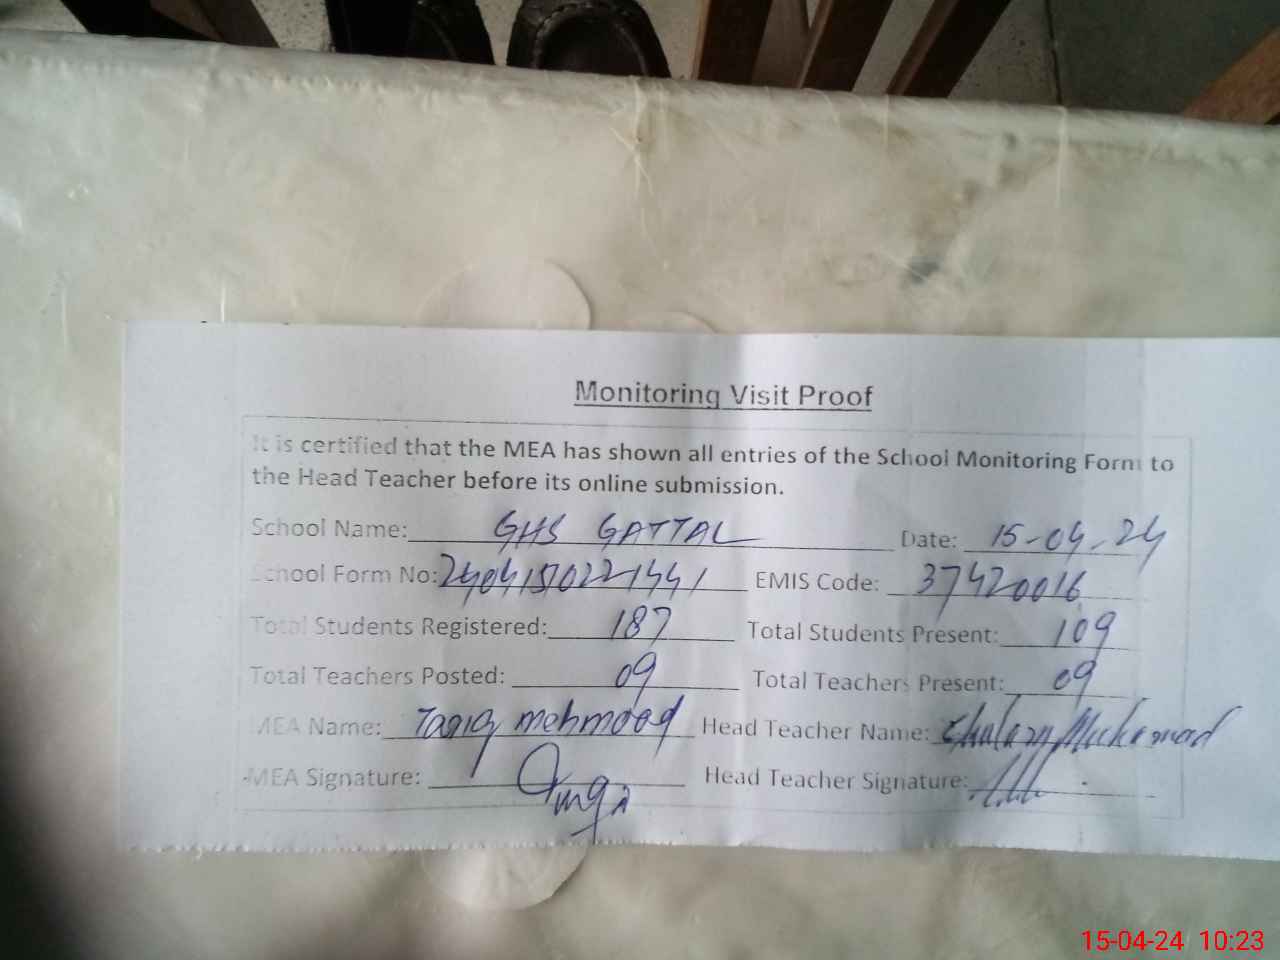 Monitoring Visit Proof
It is certified that the MEA has shown all entries of the School Monitoring Form to
the Head Teacher before its online submission.
School Name: GHS GATTAL Date: 15-04-24
School Form No: EMIS Code: 37420016
Total Students Registered: 187 Total Students Present: 109
Total Teachers Posted: 09 Total Teachers Present: 09
MEA Name: Tariq mehmood Head Teacher Name:
MEA Signature: Head Teacher Signature:
15-04-24 10:23